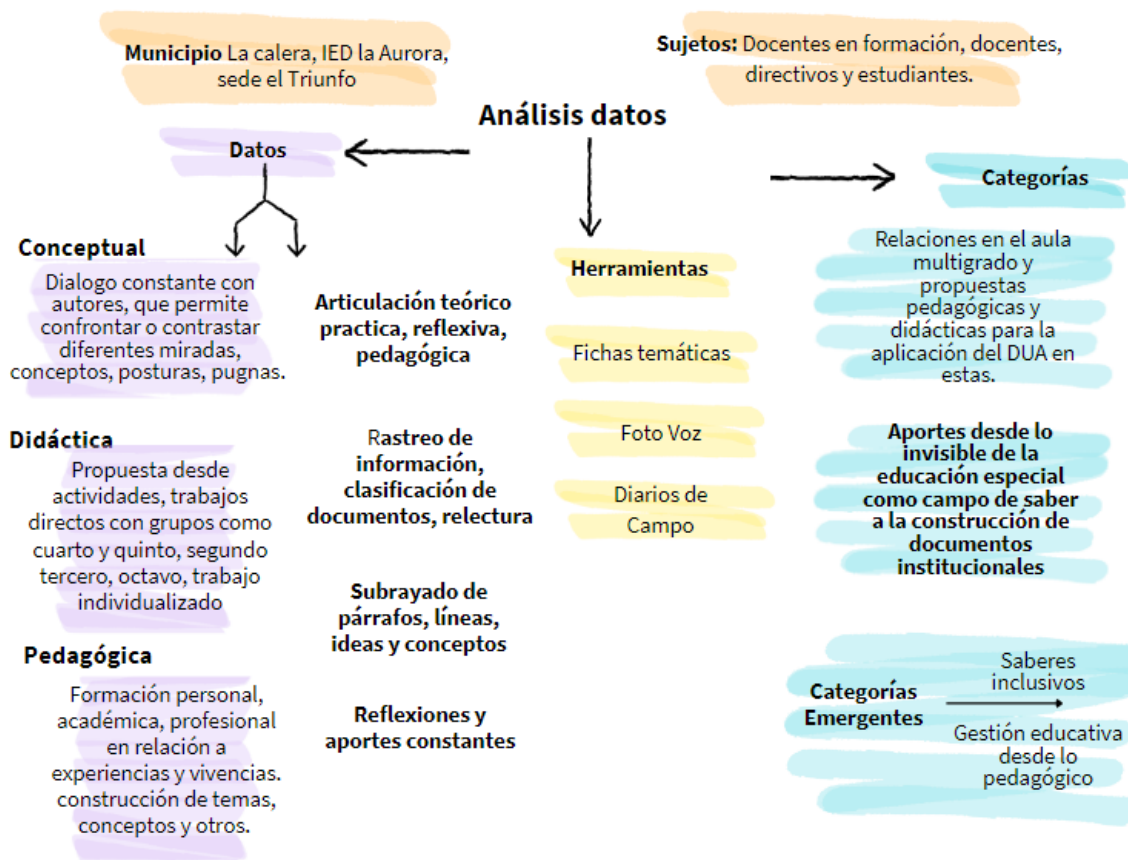 Municipio La calera, IED la Aurora,
sede el Triunfo
Sujetos: Docentes en formación, docentes,
directivos y estudiantes.
Análisis datos
Datos
Conceptual
Dialogo constante con
autores, que permite
confrontar o contrastar
diferentes miradas,
conceptos, posturas, pugnas.
Didáctica
Propuesta desde
actividades, trabajos
directos con grupos como
cuarto y quinto, segundo
tercero, octavo, trabajo
individualizado
Pedagógica
Formación personal,
académica, profesional
en relación a
experiencias y vivencias.
construcción de temas,
conceptos y otros.
Articulación teórico
practica, reflexiva,
pedagógica
Rastreo de
información,
clasificación de
documentos, relectura
Subrayado de
párrafos, líneas,
ideas y conceptos
Reflexiones y
aportes constantes
Herramientas
Fichas temáticas
Foto Voz
Diarios de
Campo
Categorías
Relaciones en el aula
multigrado y
propuestas
pedagógicas y
didácticas para la
aplicación del DUA en
estas.
Aportes desde lo
invisible de la
educación especial
como campo de saber
a la construcción de
documentos
institucionales
Categorías
Emergentes
Saberes
inclusivos
Gestión educativa
desde lo
pedagógico